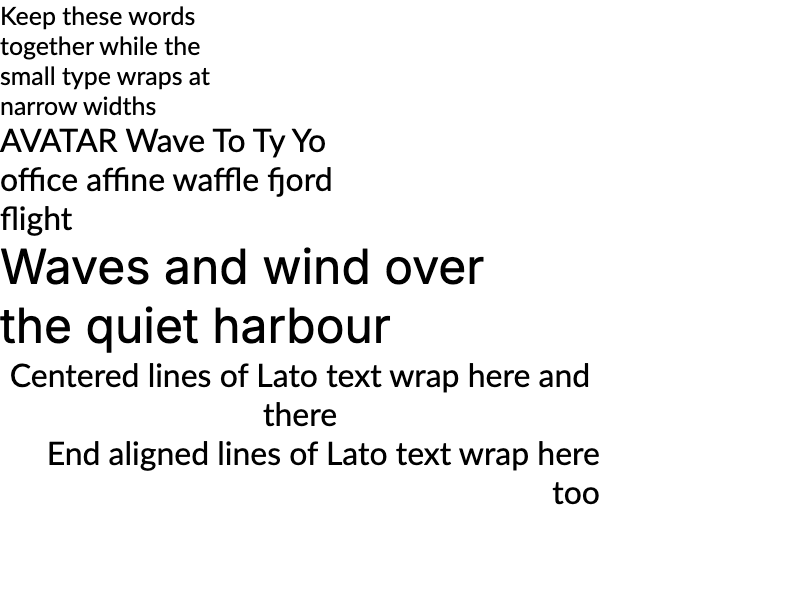 Keep these words
together while the
small type wraps at
narrow widths
AVATAR Wave To Ty Yo
office affine waffle fjord
flight
Waves and wind over
the quiet harbour
Centered lines of Lato text wrap here and
there
End aligned lines of Lato text wrap here
too